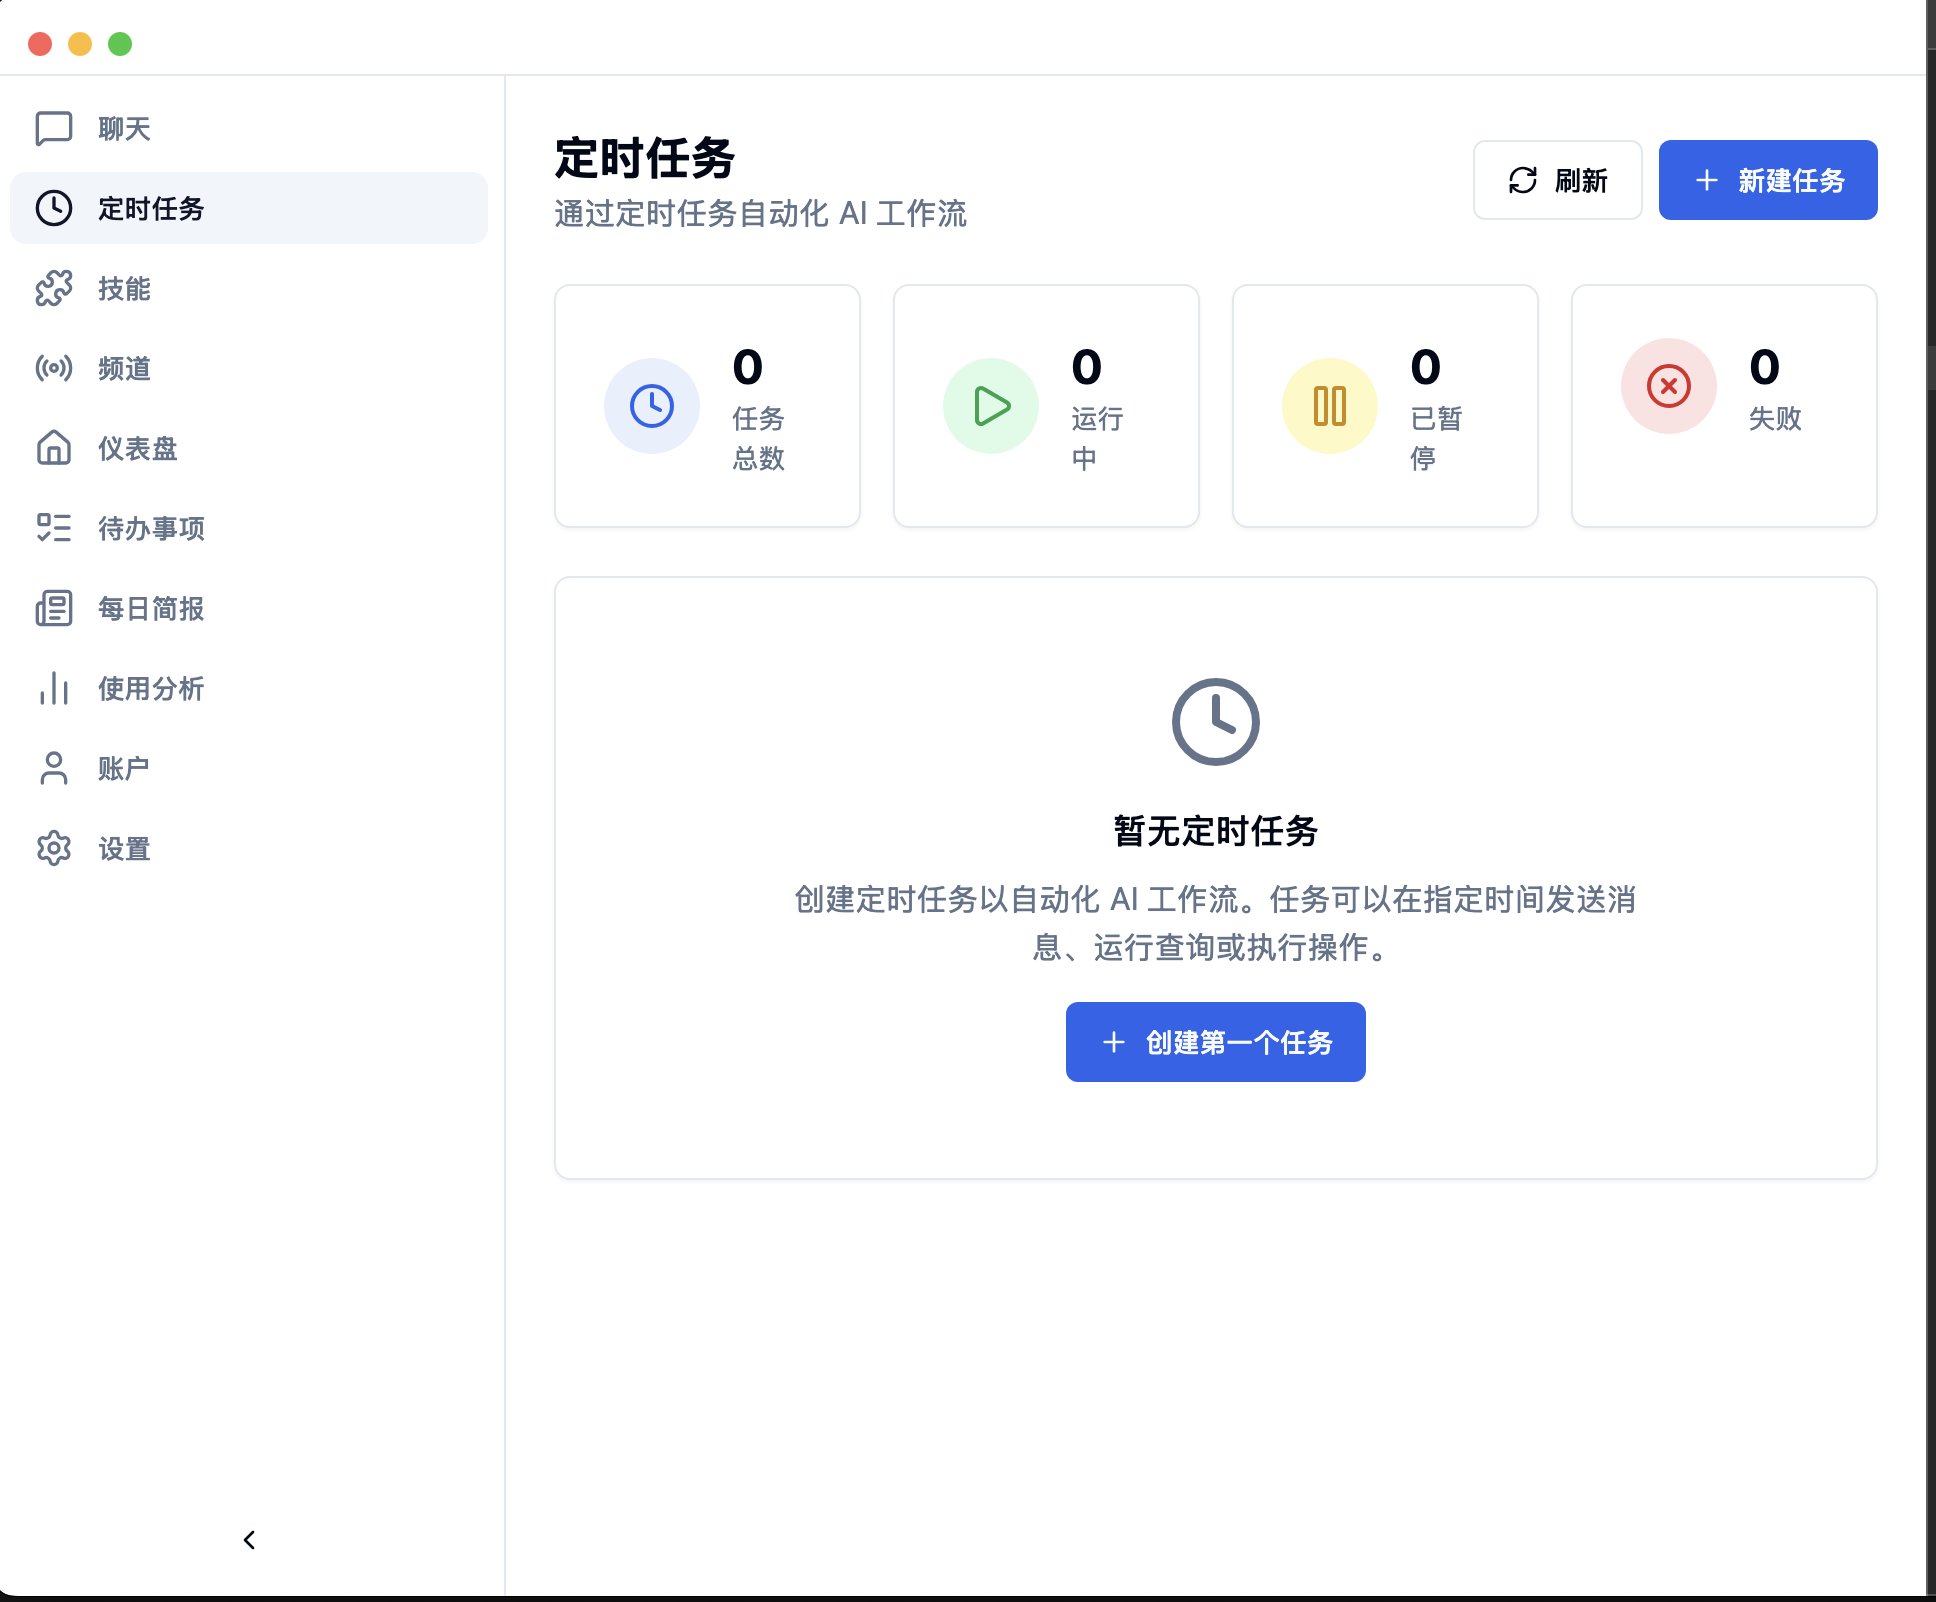 聊天
定时任务
技能
频道
仪表盘
待办事项
每日简报
使用分析
账户
设置
定时任务
通过定时任务自动化 AI 工作流
刷新
新建任务
0
任务
总数
0
运行
中
0
已暂
停
0
失败
暂无定时任务
创建定时任务以自动化 AI 工作流。任务可以在指定时间发送消
息、运行查询或执行操作。
创建第一个任务